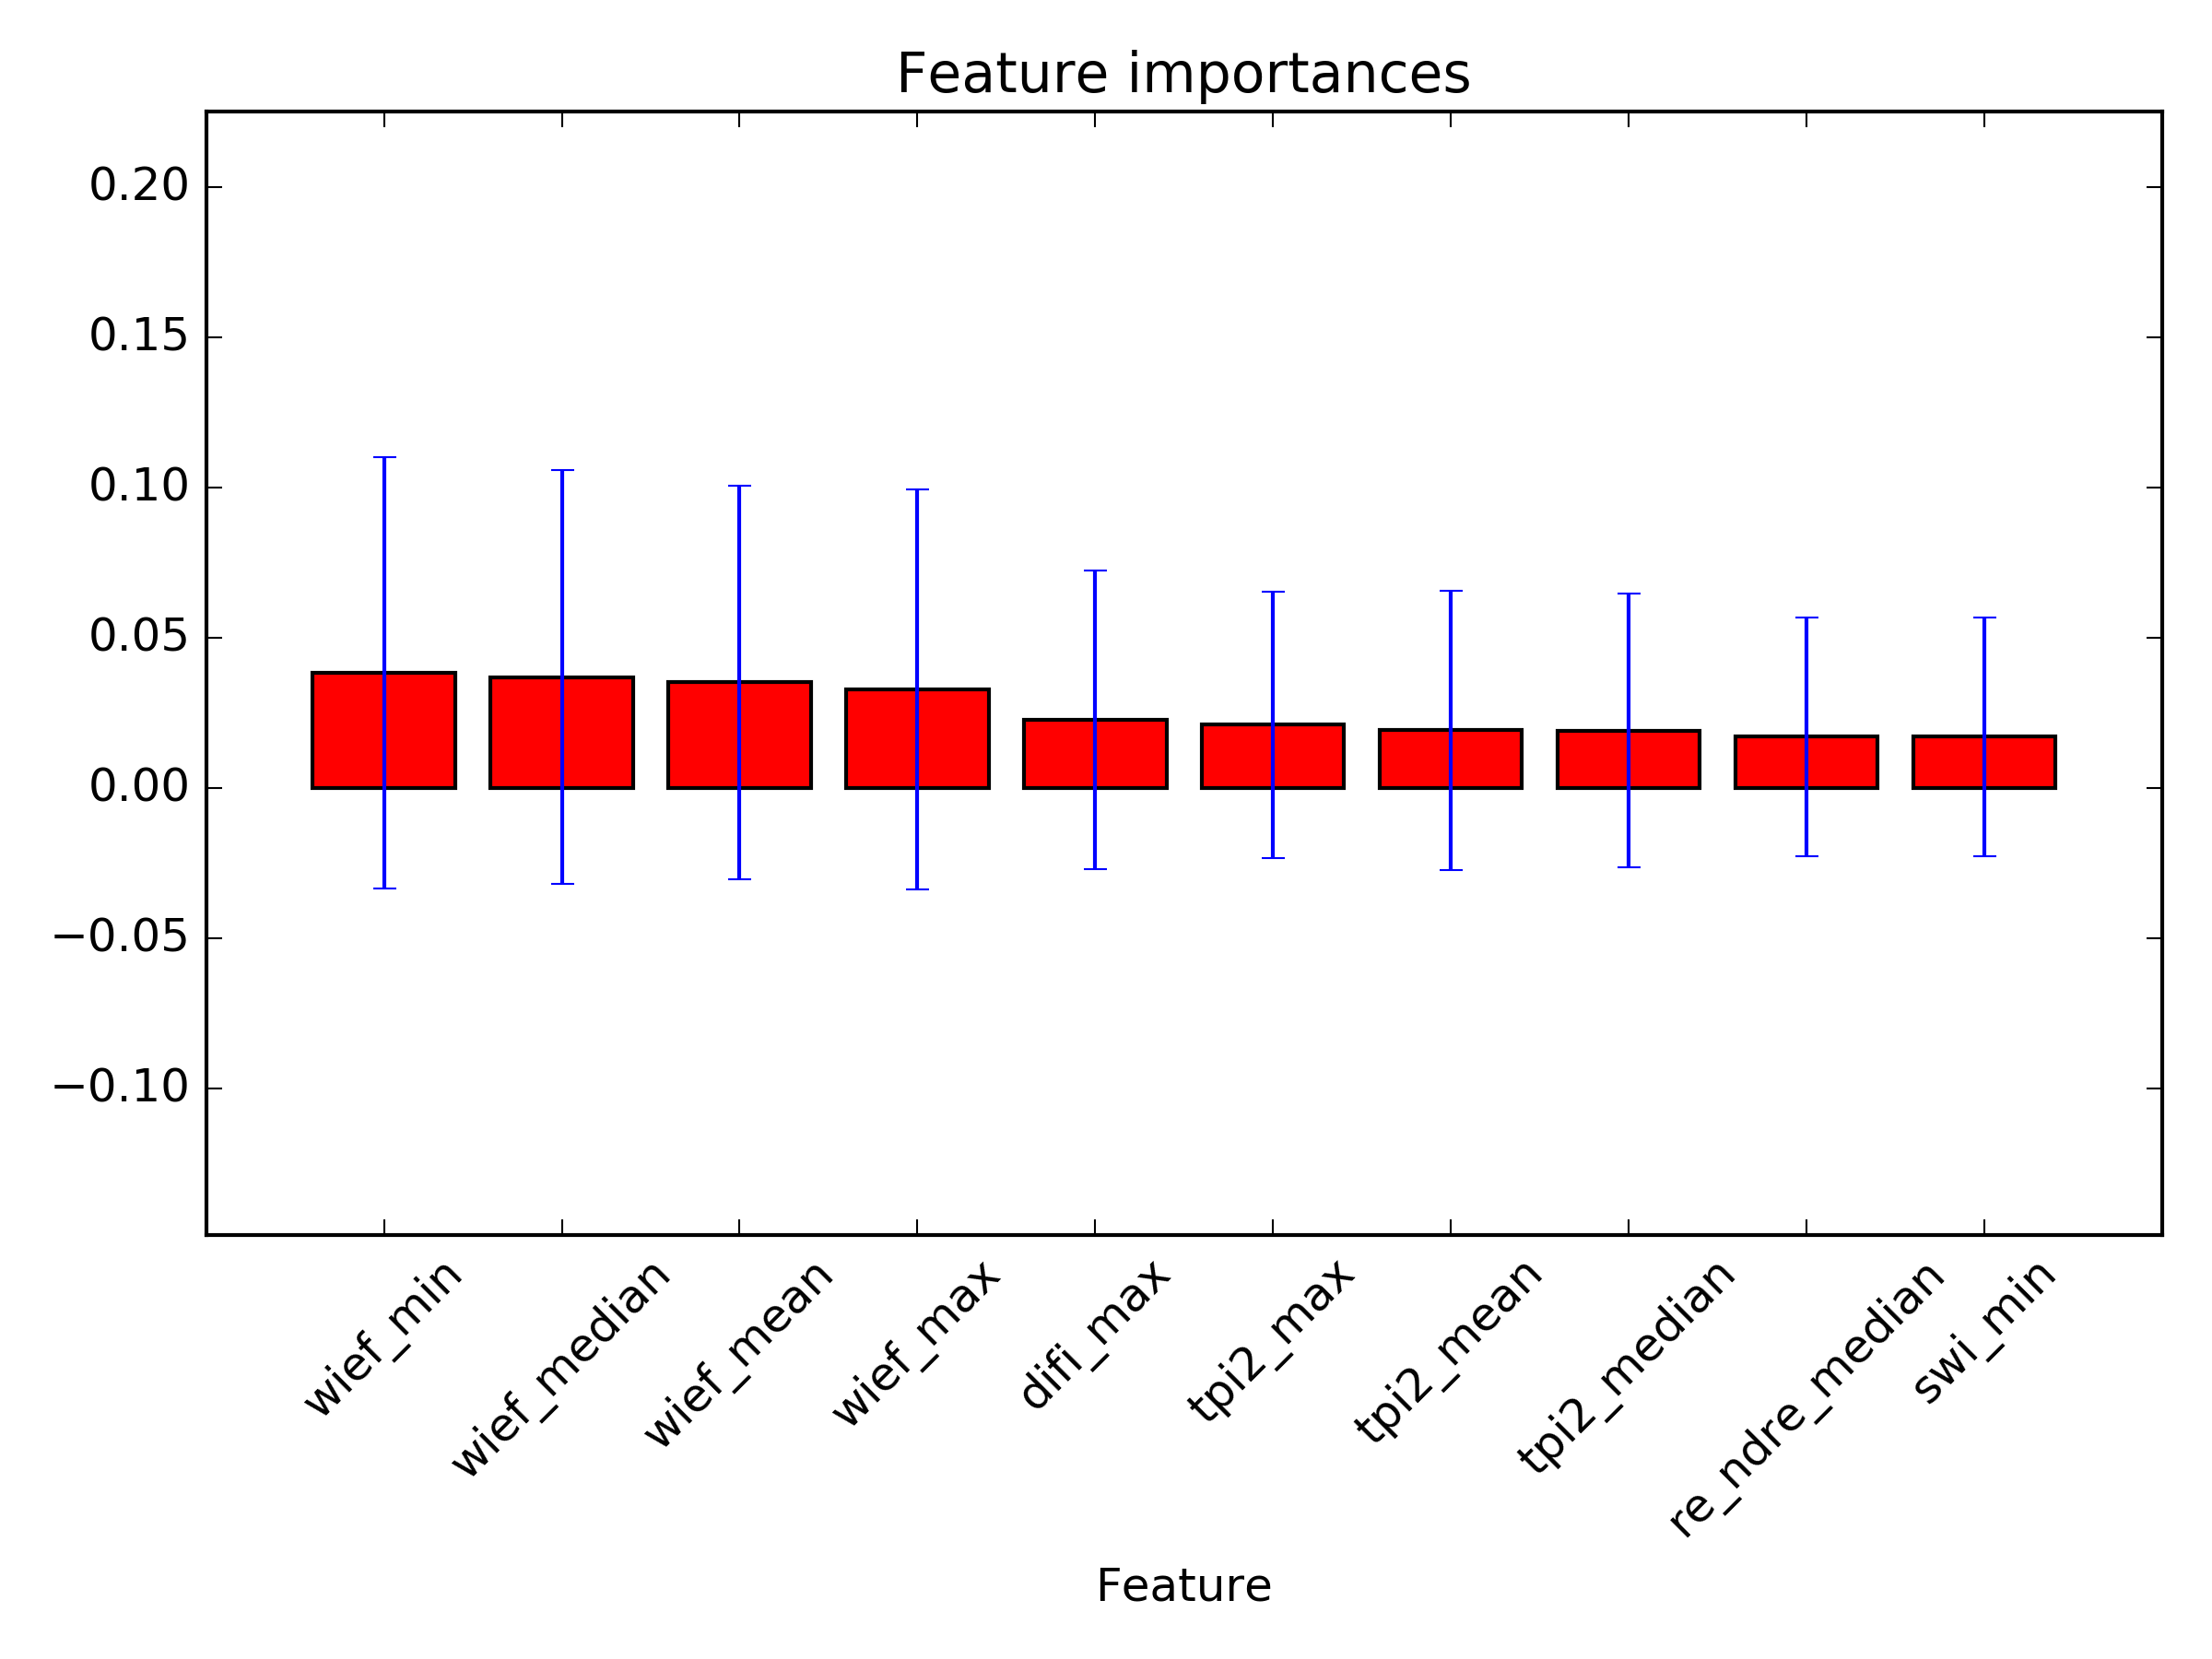 Feature importances
0.20
0.15
0.10
0.05
0.00
−0.05
−0.10
wief_min
wief_median
wief_mean
wief_max
difi_max
tpi2_max
tpi2_mean
tpi2_median
re_ndre_median
swi_min
Feature